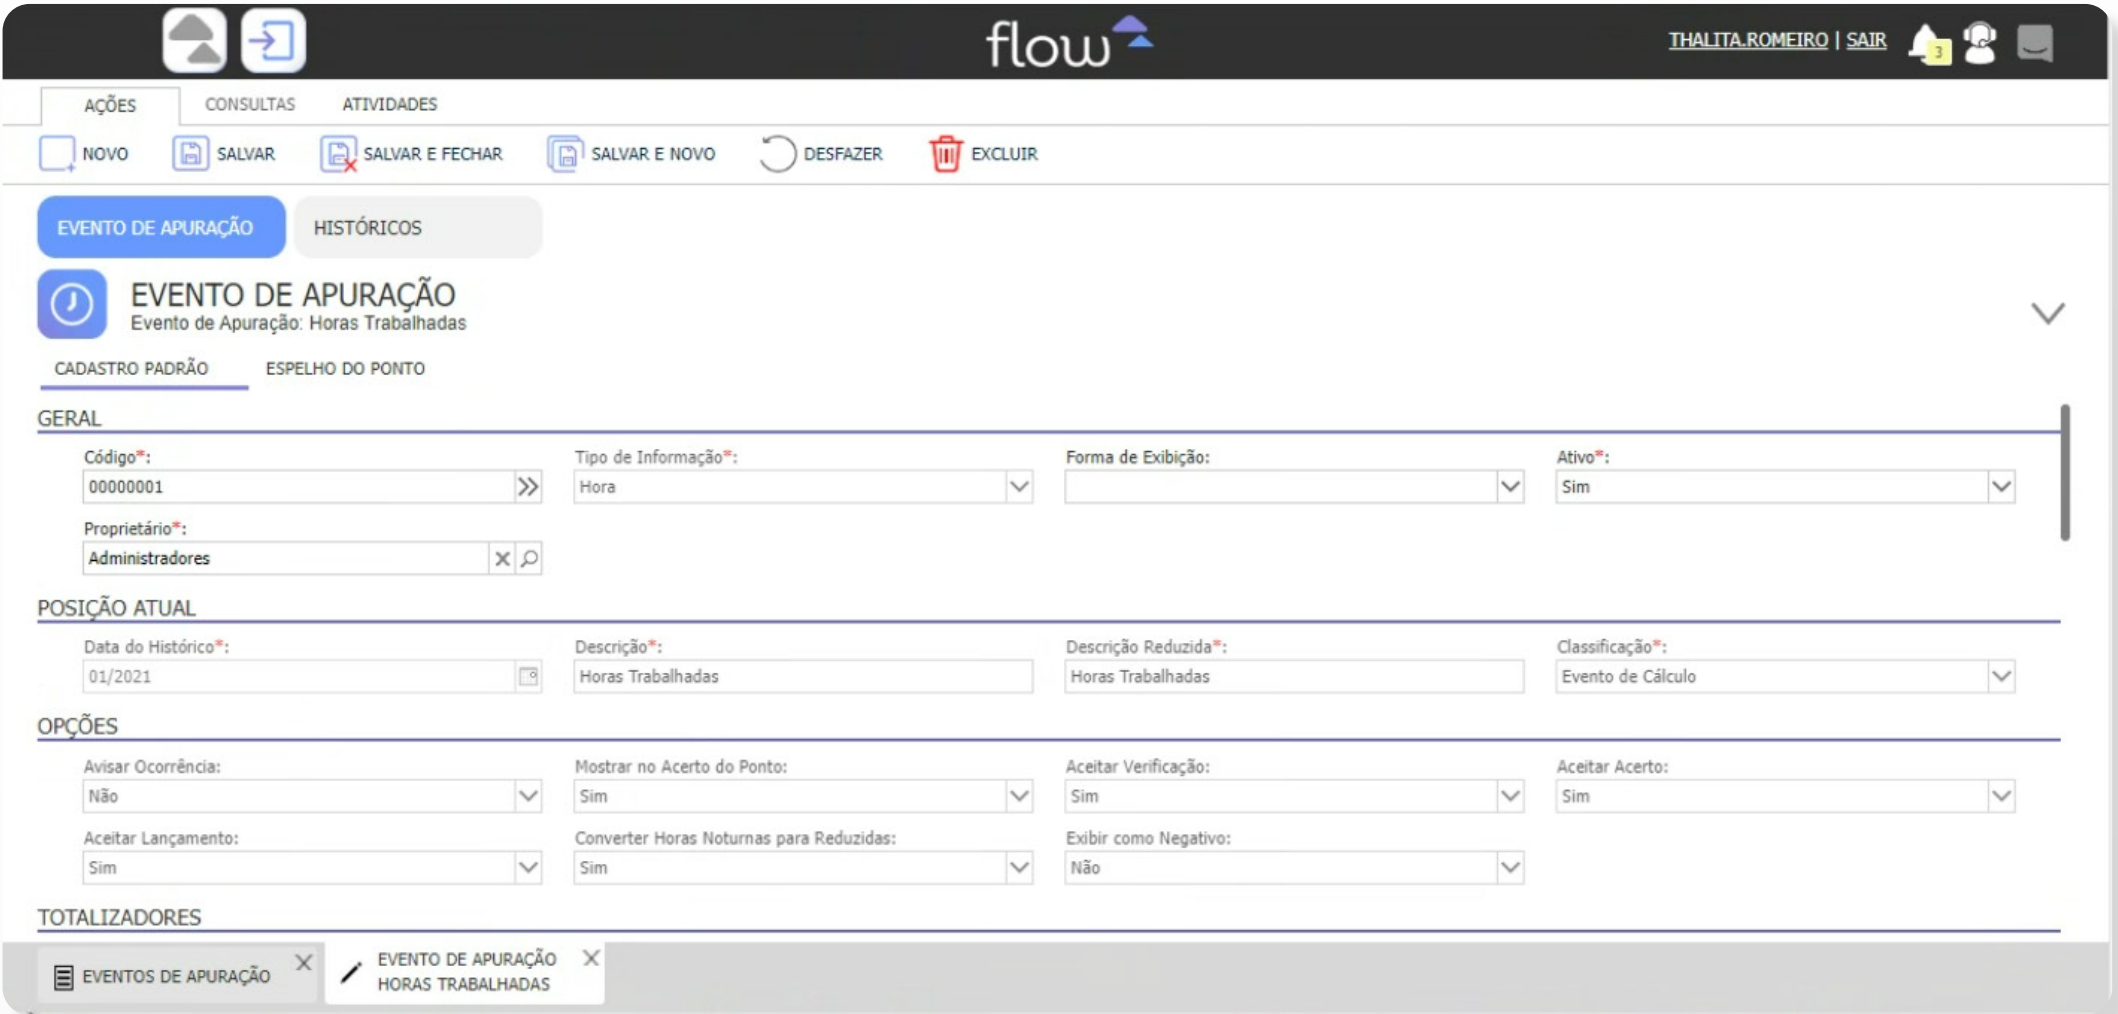 flow
THALITA.ROMEIRO | SAIR
3
AÇÕES CONSULTAS ATIVIDADES
NOVO SALVAR SALVAR E FECHAR SALVAR E NOVO DESFAZER EXCLUIR
EVENTO DE APURAÇÃO HISTÓRICOS
EVENTO DE APURAÇÃO
Evento de Apuração: Horas Trabalhadas
CADASTRO PADRÃO ESPELHO DO PONTO
GERAL
Código*: Tipo de Informação*: Forma de Exibição: Ativo*:
00000001 Hora Sim
Proprietário*:
Administradores
POSIÇÃO ATUAL
Data do Histórico*: Descrição*: Descrição Reduzida*: Classificação*:
01/2021 Horas Trabalhadas Horas Trabalhadas Evento de Cálculo
OPÇÕES
Avisar Ocorrência: Mostrar no Acerto do Ponto: Aceitar Verificação: Aceitar Acerto:
Não Sim Sim Sim
Aceitar Lançamento: Converter Horas Noturnas para Reduzidas: Exibir como Negativo:
Sim Sim Não
TOTALIZADORES
EVENTOS DE APURAÇÃO
EVENTO DE APURAÇÃO
HORAS TRABALHADAS